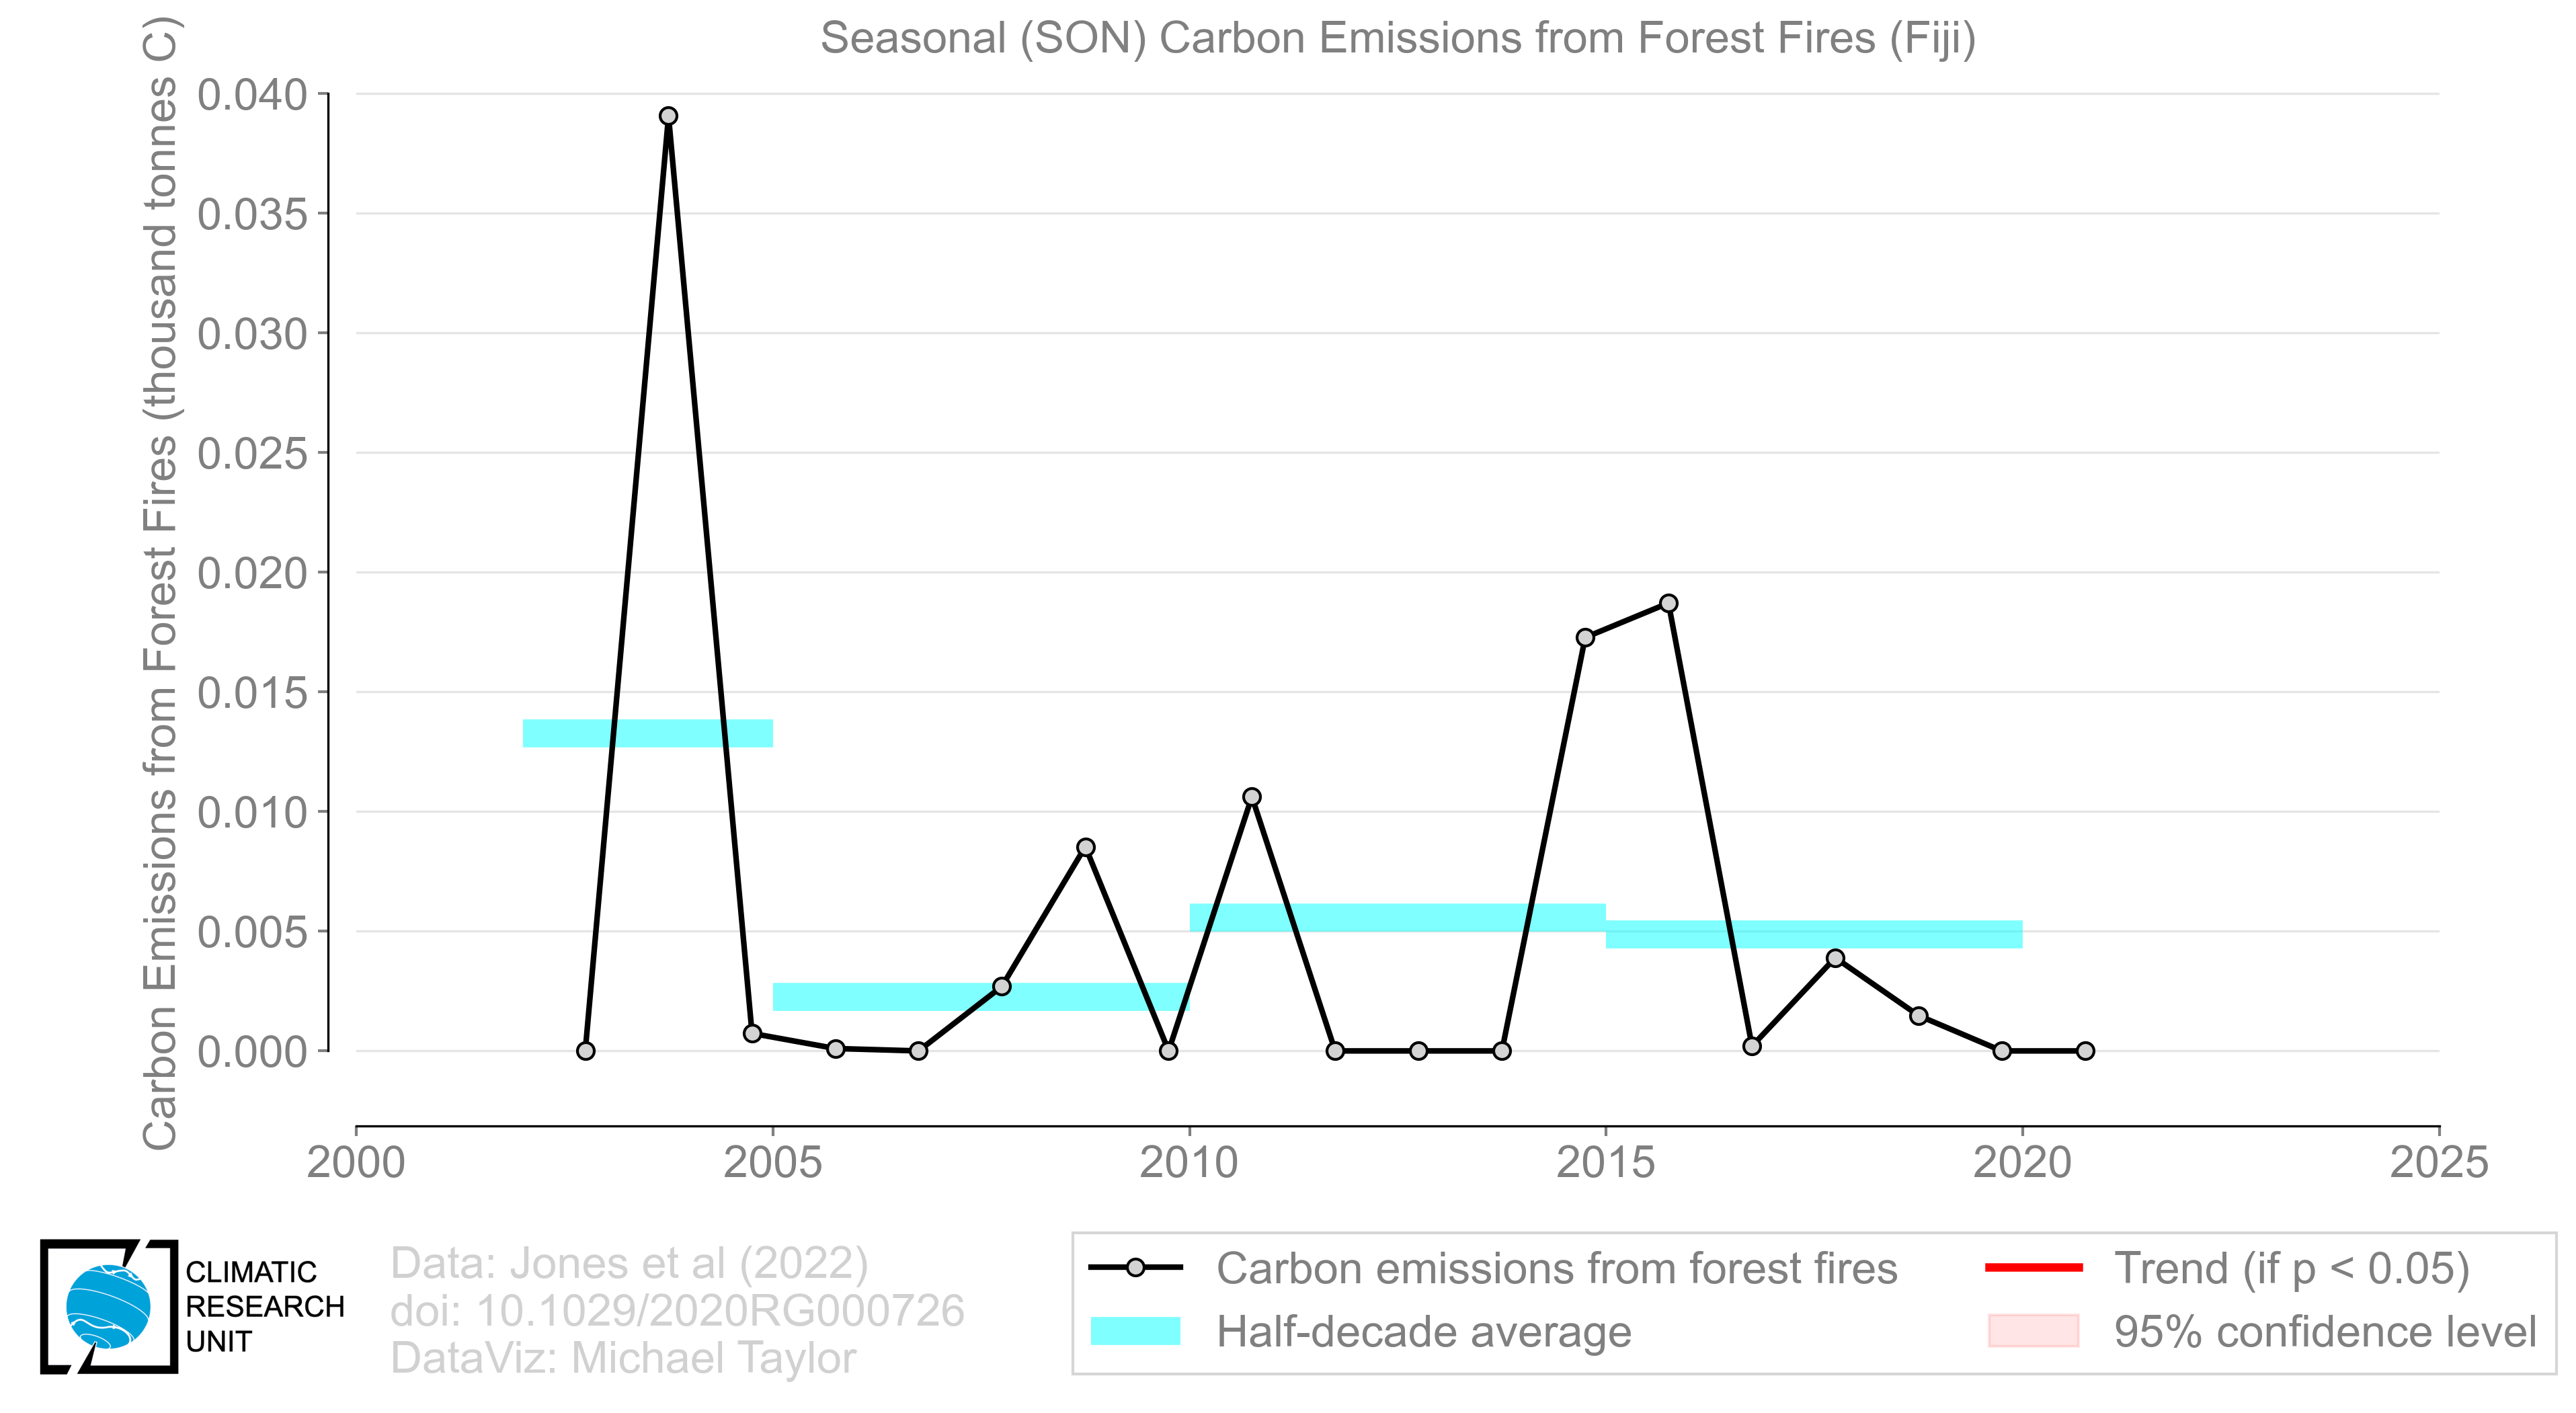 Seasonal (SON) Carbon Emissions from Forest Fires (Fiji)
Carbon Emissions from Forest Fires (thousand tonnes C)
0.040
0.035
0.030
0.025
0.020
0.015
0.010
0.005
0.000
2000
2005
2010
2015
2020
2025
CLIMATIC
RESEARCH
UNIT
Data: Jones et al (2022)
doi: 10.1029/2020RG000726
DataViz: Michael Taylor
Carbon emissions from forest fires
Half-decade average
Trend (if p < 0.05)
95% confidence level